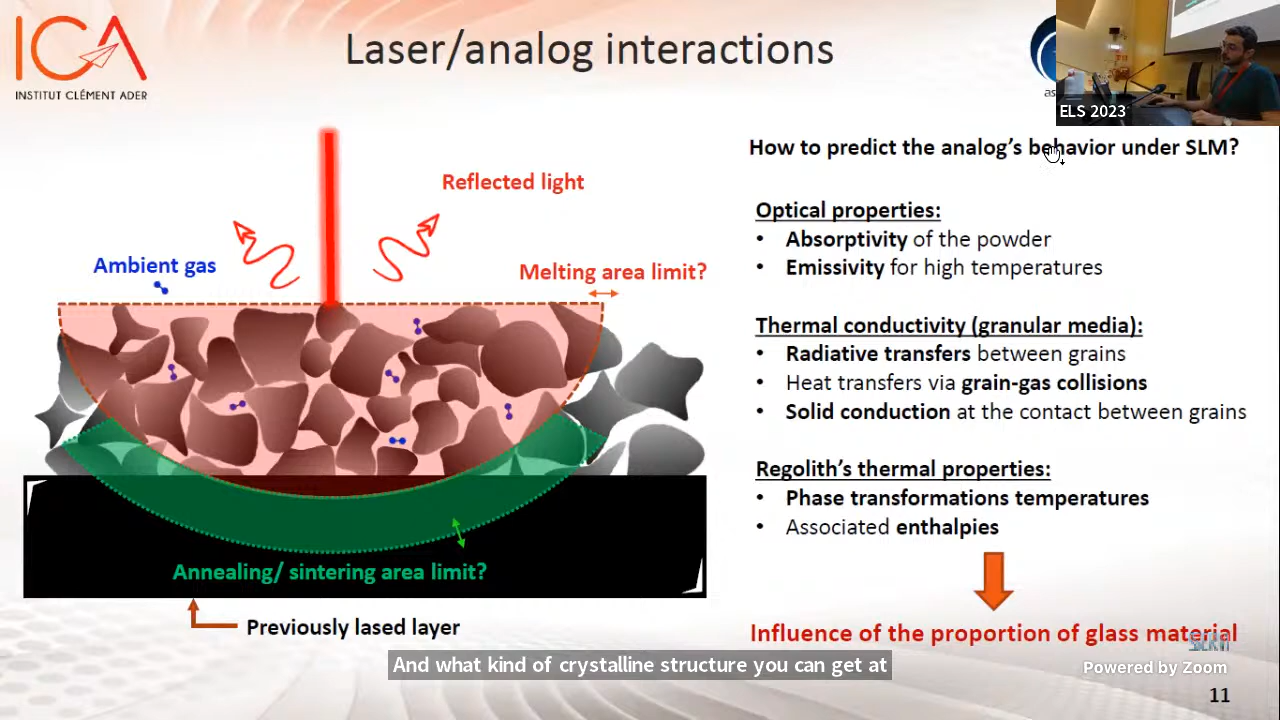 ICA
INSTITUT CLÉMENT ADER
Laser/analog interactions
as
ELS 2023
How to predict the analog's behavior under SLM?
Reflected light
Ambient gas
Melting area limit?
Annealing/ sintering area limit?
Previously lased layer
Optical properties:
• Absorptivity of the powder
• Emissivity for high temperatures
Thermal conductivity (granular media):
• Radiative transfers between grains
• Heat transfers via grain-gas collisions
• Solid conduction at the contact between grains
Regolith's thermal properties:
• Phase transformations temperatures
• Associated enthalpies
Influence of the proportion of glass material
And what kind of crystalline structure you can get at
Powered by Zoom
11